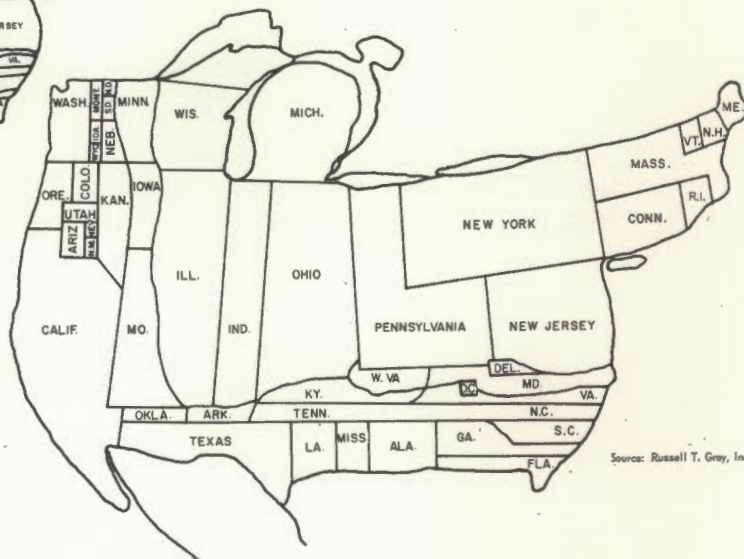 RSEY
VA.
WASH.
MONT.
N.D.
S.D.
MINN.
WIS.
MICH.
ME.
IDA
WYO
NEB.
VT.
N.H.
MASS.
ORE.
COLO.
KAN.
IOWA
R.I.
CONN.
UTAH
NEW YORK
ARIZ
N.M.
NEV.
ILL.
OHIO
CALIF.
MO.
IND.
PENNSYLVANIA
NEW JERSEY
W. VA
DEL.
DC
MD.
KY.
VA.
OKLA.
ARK.
TENN.
N.C.
TEXAS
LA.
MISS.
ALA.
GA.
S.C.
FLA.
Source: Russell T. Gray, In